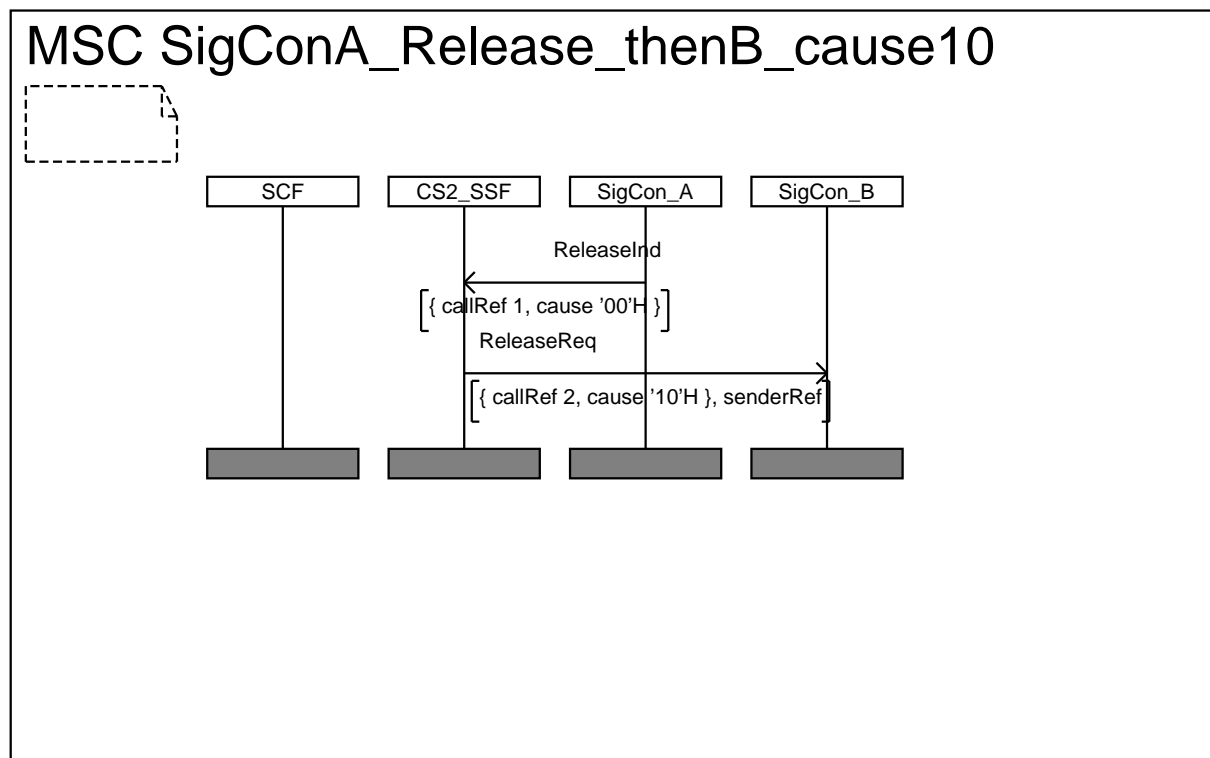 MSC SigConA_Release_thenB_cause10
SCF
CS2_SSF
SigCon_A
SigCon_B
ReleaseInd
{ callRef 1, cause '00'H }
ReleaseReq
{ callRef 2, cause '10'H }, senderRef